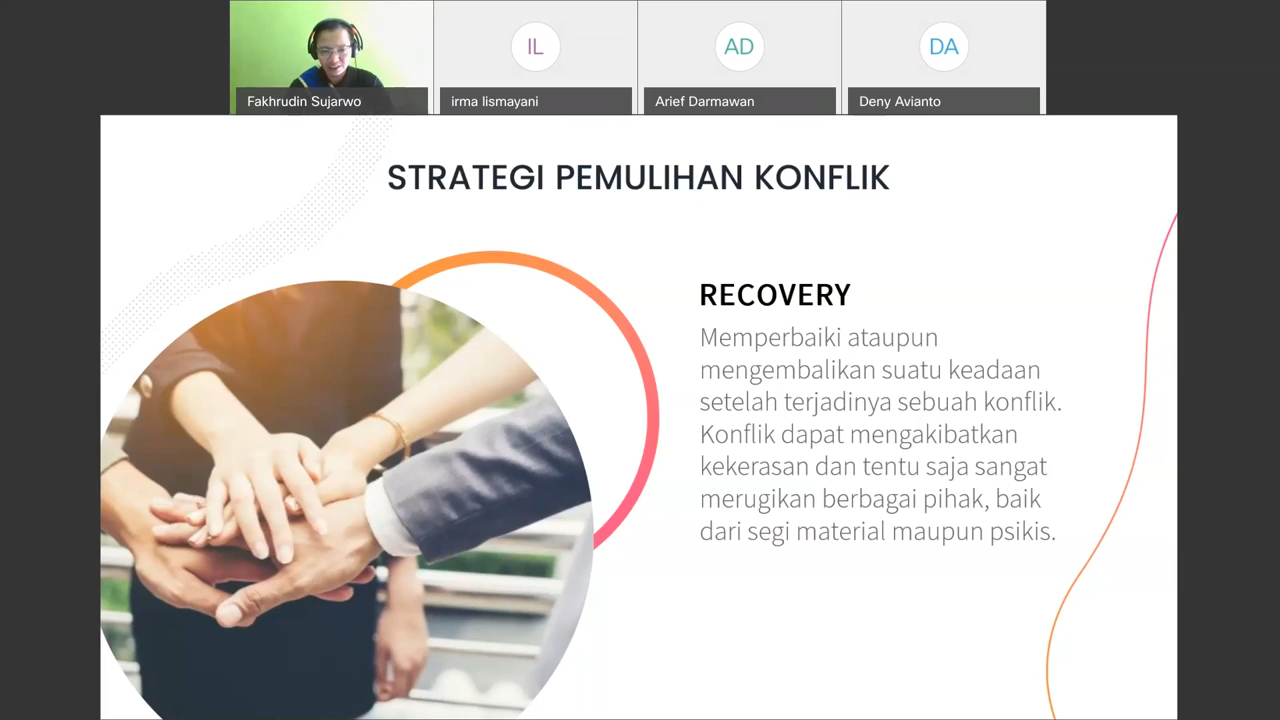 IL
AD
DA
Fakhrudin Sujarwo
irma lismayani
Arief Darmawan
Deny Avianto
STRATEGI PEMULIHAN KONFLIK
RECOVERY
Memperbaiki ataupun
mengembalikan suatu keadaan
setelah terjadinya sebuah konflik.
Konflik dapat mengakibatkan
kekerasan dan tentu saja sangat
merugikan berbagai pihak, baik
dari segi material maupun psikis.